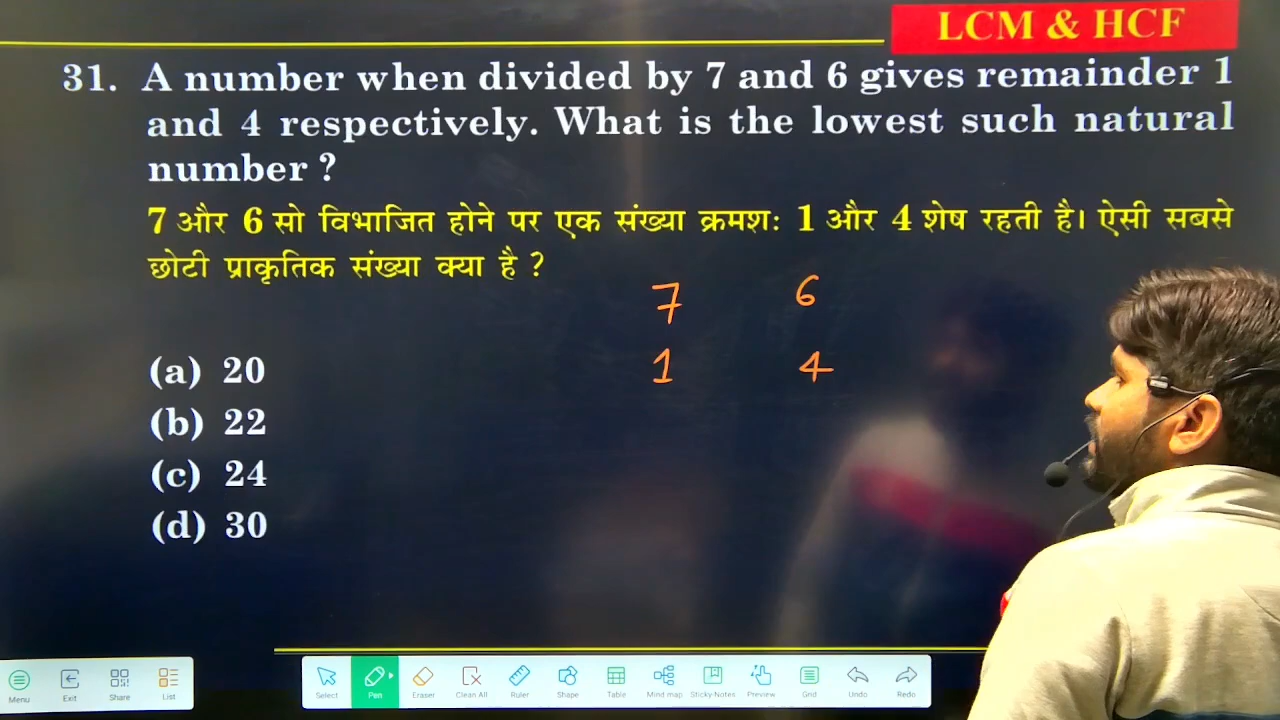 LCM & HCF
31. A number when divided by 7 and 6 gives remainder 1
and 4 respectively. What is the lowest such natural
number ?
7 और 6 सो विभाजित होने पर एक संख्या क्रमश: 1 और 4 शेष रहती है। ऐसी सबसे
छोटी प्राकृतिक संख्या क्या है ?
7 6
1 4
(a) 20
(b) 22
(c) 24
(d) 30
Menu Exit Share List Select Pen Eraser Clean All Ruler Shape Table Mind map Sticky-Notes Preview Grid Undo Redo